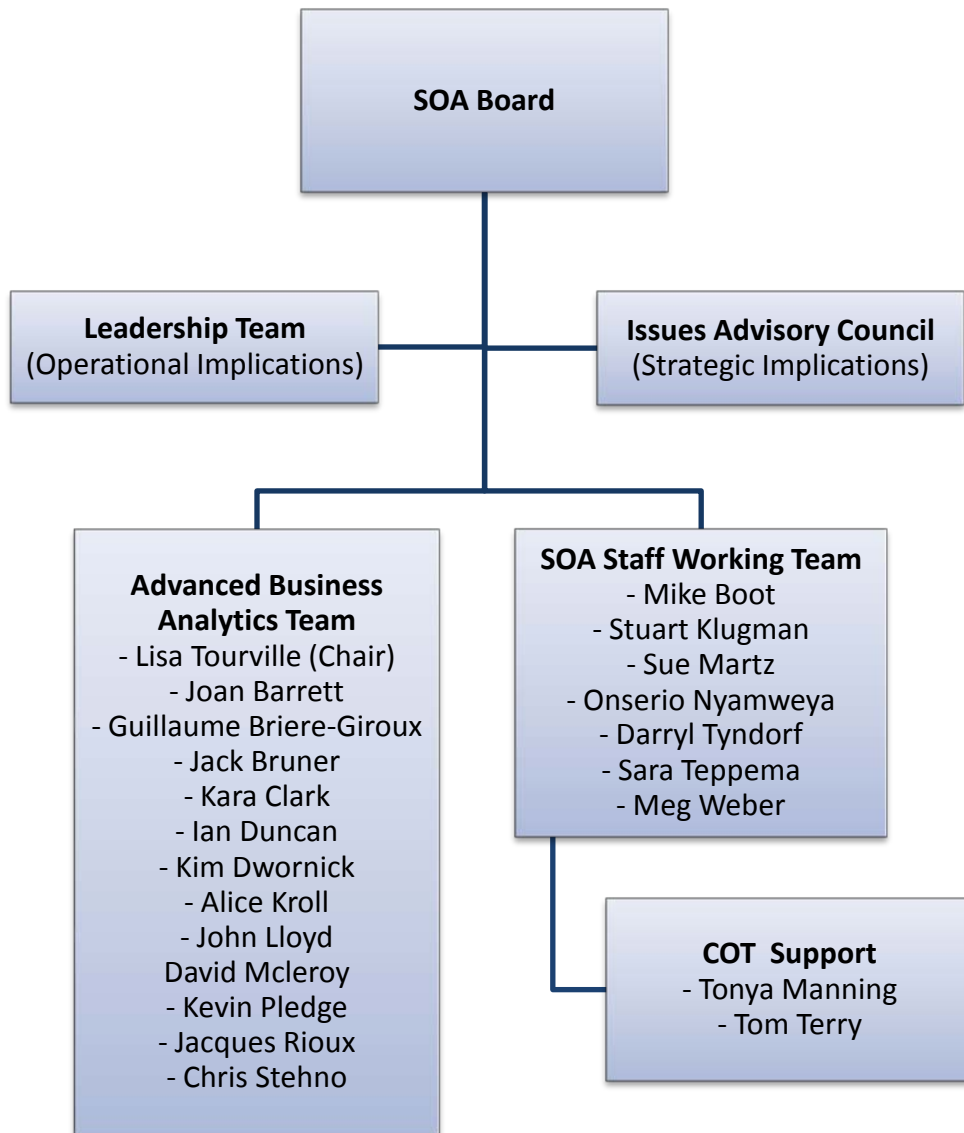 SOA Board
Leadership Team
(Operational Implications)
Issues Advisory Council
(Strategic Implications)
Advanced Business
Analytics Team
- Lisa Tourville (Chair)
- Joan Barrett
- Guillaume Briere-Giroux
- Jack Bruner
- Kara Clark
- Ian Duncan
- Kim Dwornick
- Alice Kroll
- John Lloyd
David Mcleroy
- Kevin Pledge
- Jacques Rioux
- Chris Stehno
SOA Staff Working Team
- Mike Boot
- Stuart Klugman
- Sue Martz
- Onserio Nyamweya
- Darryl Tyndorf
- Sara Teppema
- Meg Weber
COT  Support
- Tonya Manning
- Tom Terry